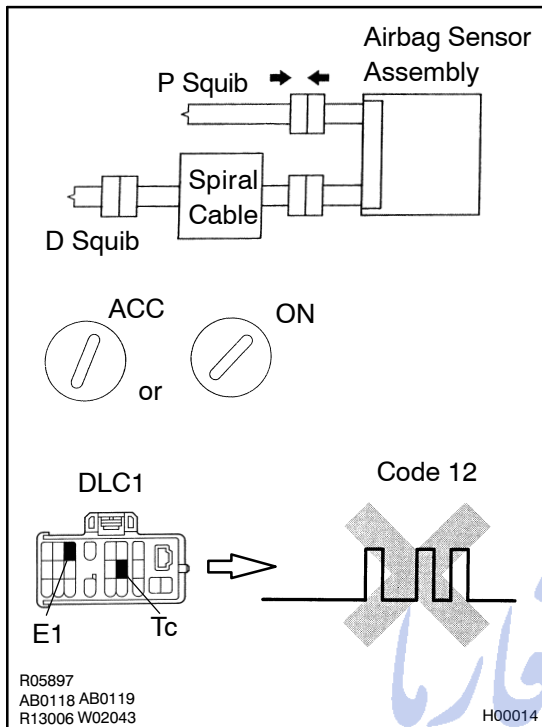 Airbag Sensor
Assembly
P Squib
Spiral
Cable
D Squib
ACC
ON
or
DLC1
Code 12
E1
Tc
R05897
AB0118 AB0119
R13006 W02043
H00014